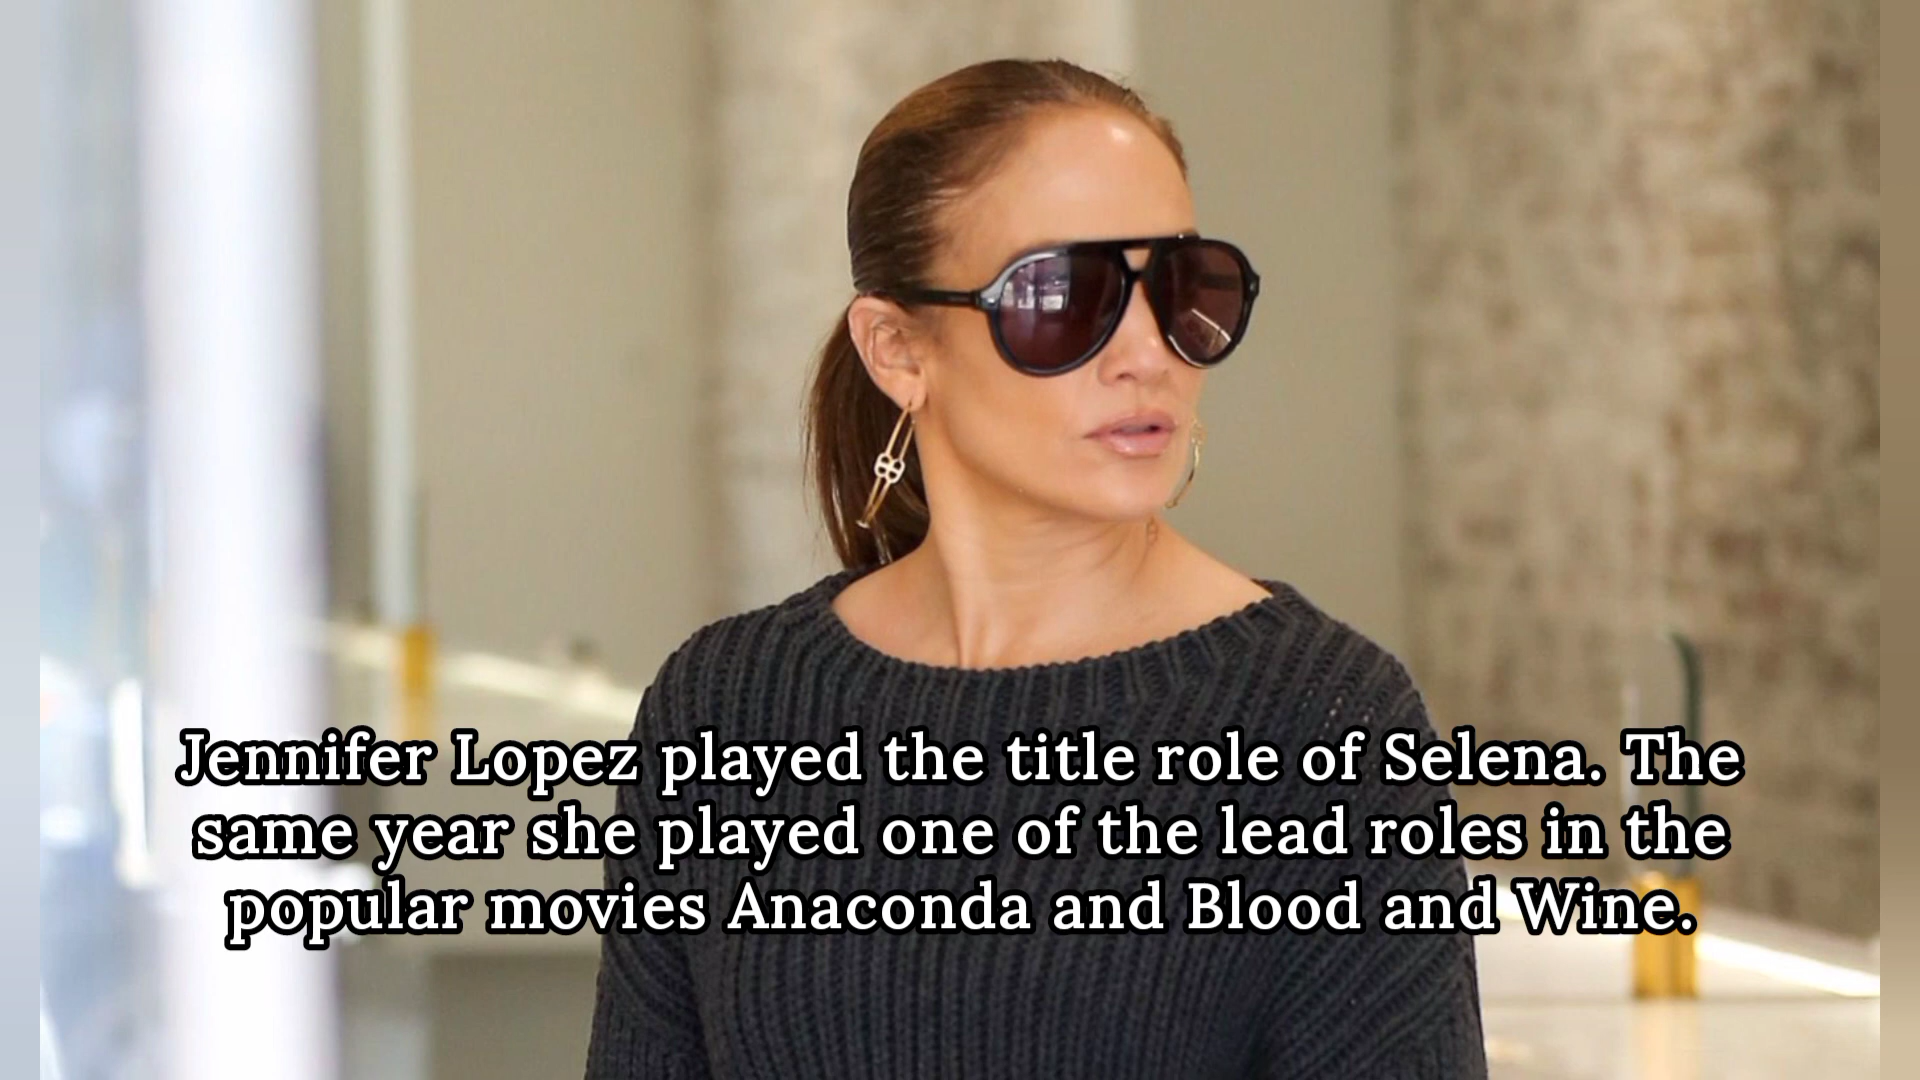 Jennifer Lopez played the title role of Selena. The
same year she played one of the lead roles in the
popular movies Anaconda and Blood and Wine.